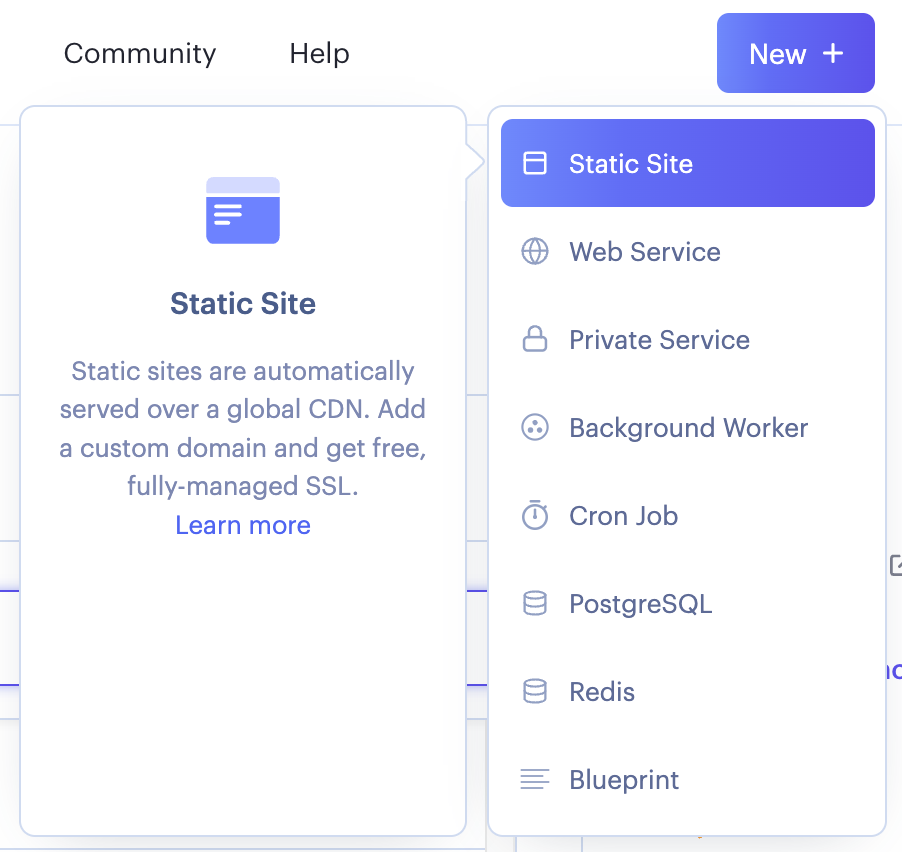 Community
Help
New +
Static Site
Static sites are automatically
served over a global CDN. Add
a custom domain and get free,
fully-managed SSL.
Learn more
Static Site
Web Service
Private Service
Background Worker
Cron Job
PostgreSQL
Redis
Blueprint